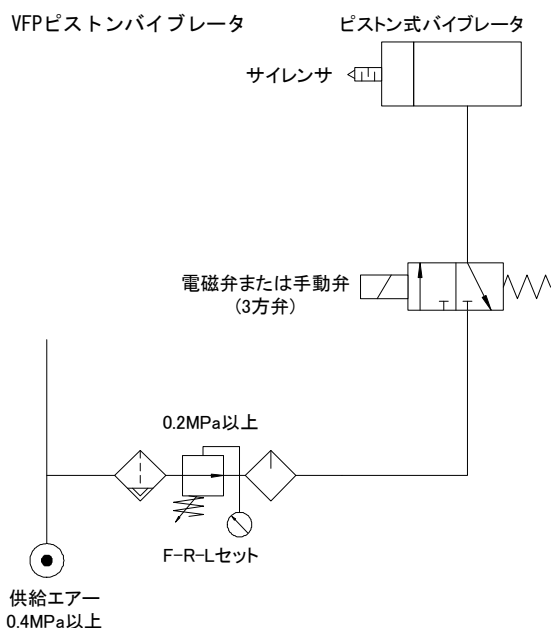 VFPピストンバイブレータ
ピストン式バイブレータ
サイレンサ
電磁弁または手動弁
(3方弁)
0.2MPa以上
F-R-Lセット
供給エアー
0.4MPa以上